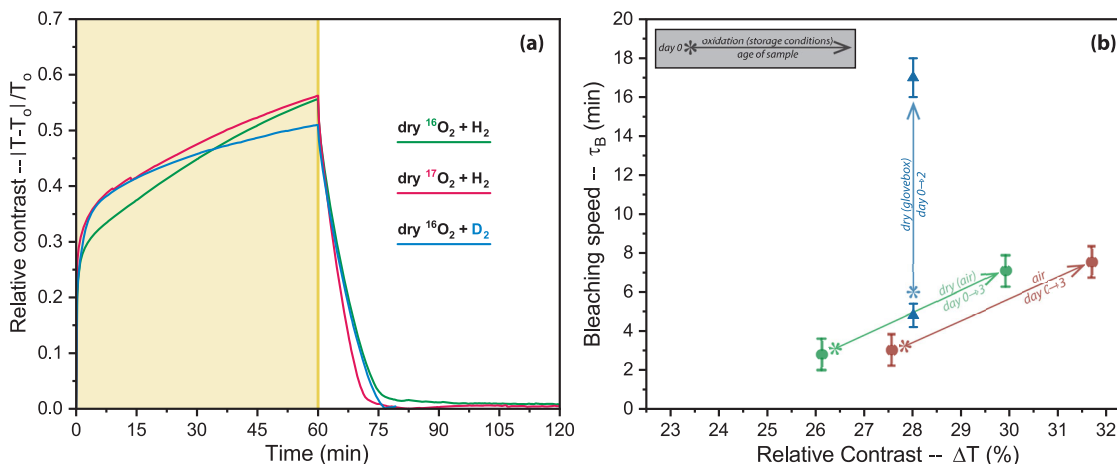 (a)
0.7
0.6
0.5
0.4
0.3
0.2
0.1
0.0
Relative contrast -- |T-T₀| /T₀
0 15 30 45 60 75 90 105 120
Time (min)
dry ¹⁶O₂ + H₂
dry ¹⁷O₂ + H₂
dry ¹⁶O₂ + D₂
(b)
20
18
16
14
12
10
8
6
4
2
0
Bleaching speed -- τ_B (min)
23 24 25 26 27 28 29 30 31 32
Relative Contrast -- ΔT (%)
day 0 * oxidation (storage conditions)
age of sample
dry (glovebox)
day 0→2
dry (air)
day 0→3
air
day 0→3